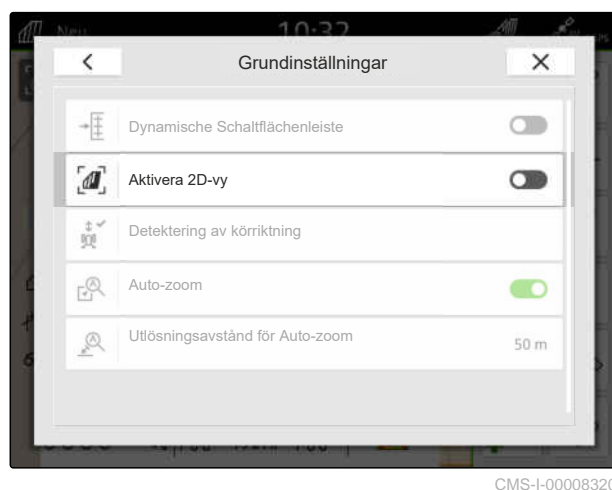 Neu
10:32
Grundinställningar
Dynamische Schaltflächenleiste
Aktivera 2D-vy
Detektering av körriktning
Auto-zoom
Utlösningsavstånd för Auto-zoom
50 m
CMS-I-00008320